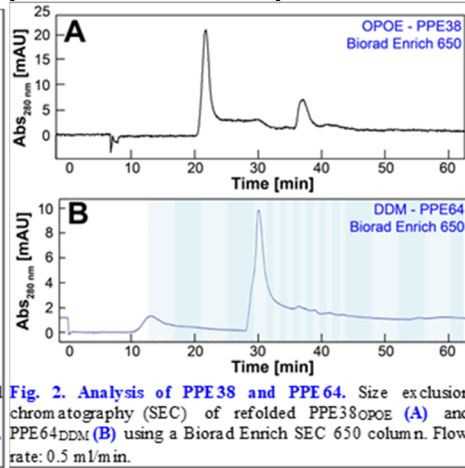 A
OPOE - PPE38
Biorad Enrich 650
Abs280 nm [mAU]
25
20
15
10
5
0
0 10 20 30 40 50 60
Time [min]
B
DDM - PPE64
Biorad Enrich 650
Abs280 nm [mAU]
10
8
6
4
2
0
0 10 20 30 40 50 60
Time [min]
Fig. 2. Analysis of PPE38 and PPE64. Size exclusion
chromatography (SEC) of refolded PPE38OPOE (A) and
PPE64DDM (B) using a Biorad Enrich SEC 650 column. Flow
rate: 0.5 ml/min.